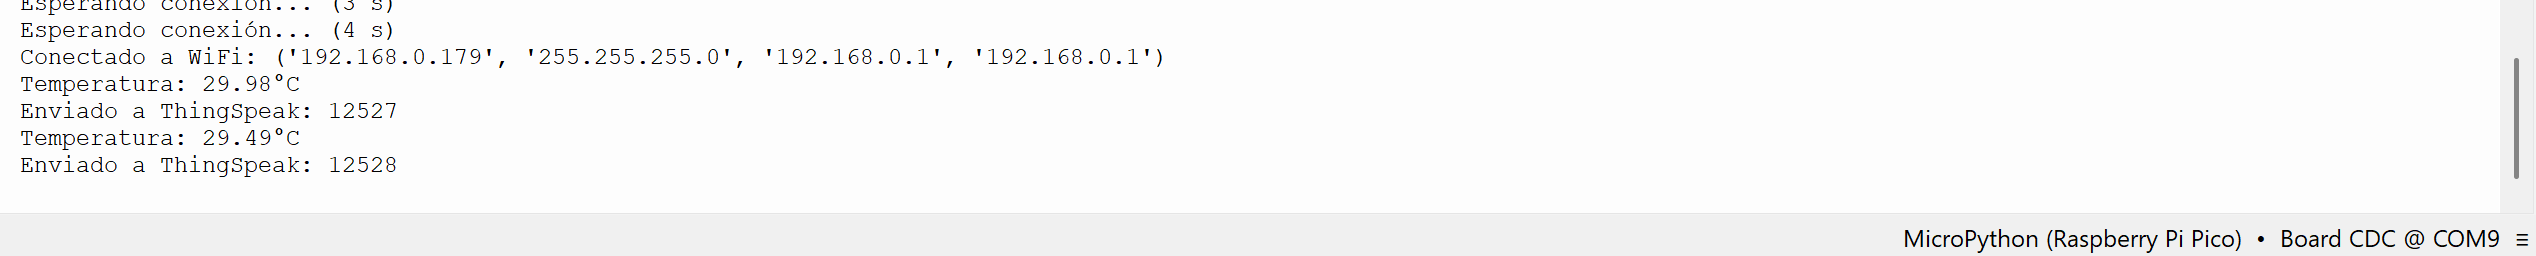 Esperando conexión... (3 s)
Esperando conexión... (4 s)
Conectado a WiFi: ('192.168.0.179', '255.255.255.0', '192.168.0.1', '192.168.0.1')
Temperatura: 29.98°C
Enviado a ThingSpeak: 12527
Temperatura: 29.49°C
Enviado a ThingSpeak: 12528
MicroPython (Raspberry Pi Pico) • Board CDC @ COM9 ≡